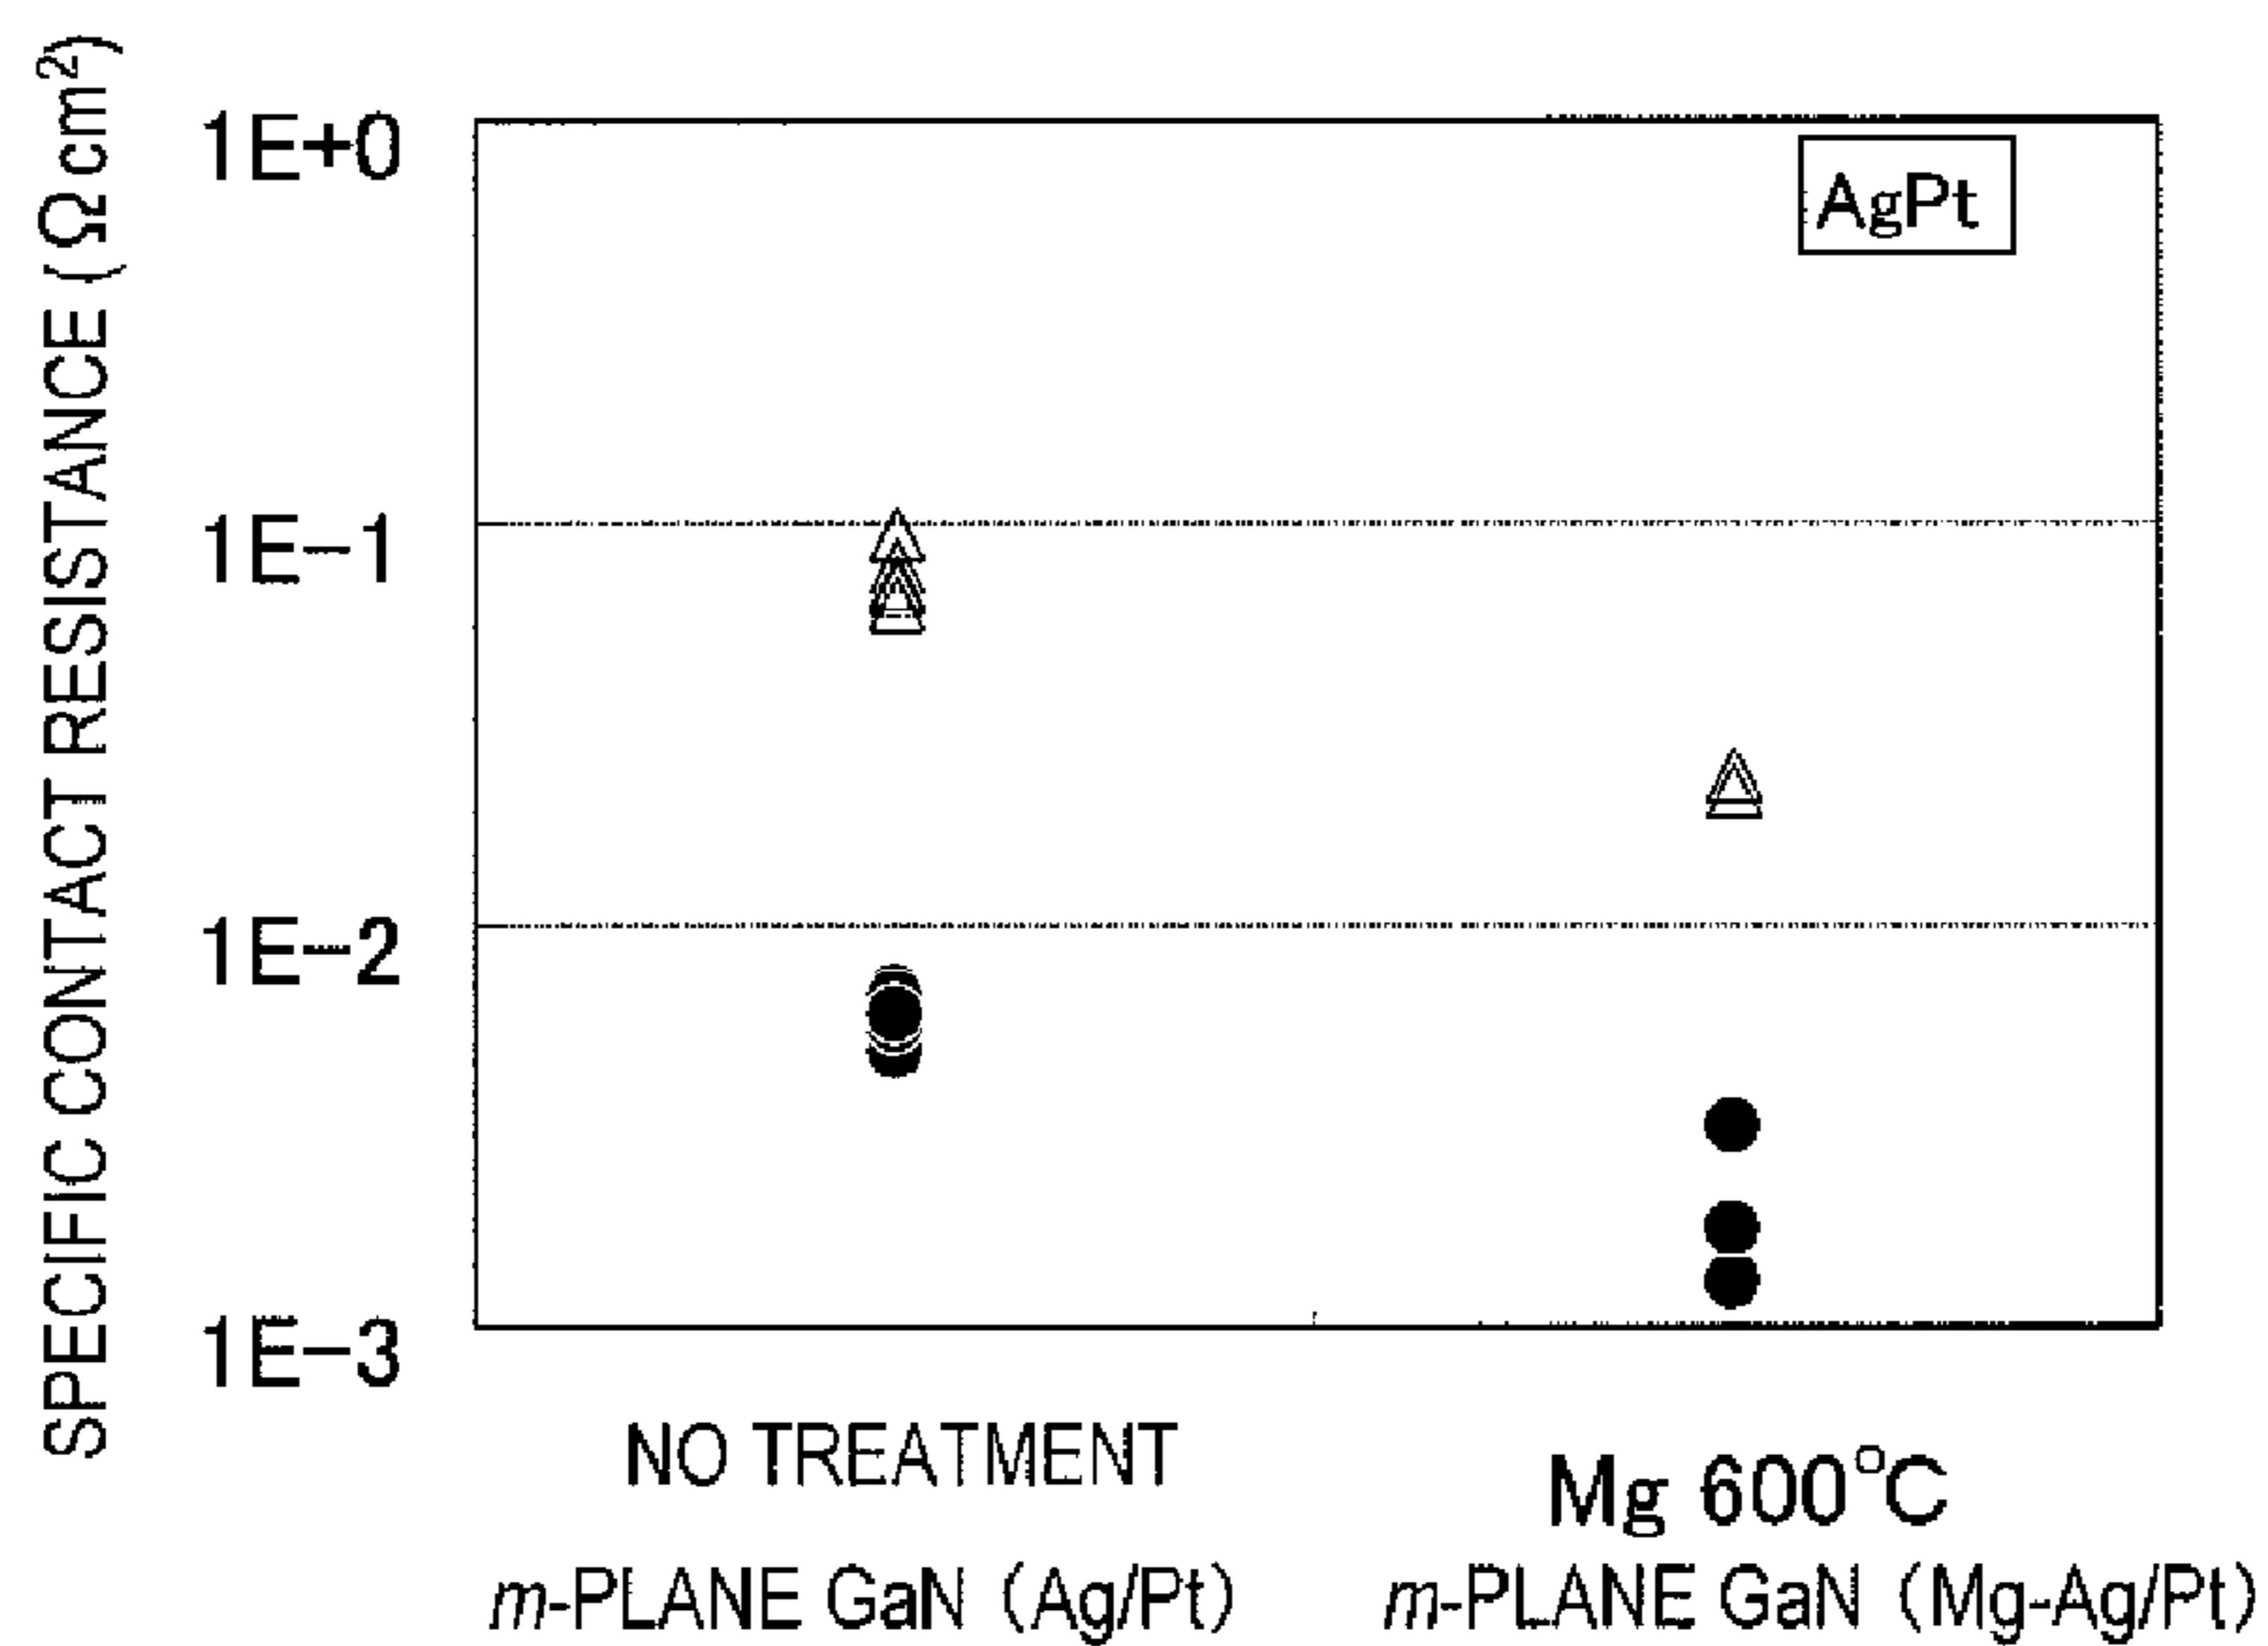 SPECIFIC CONTACT RESISTANCE (Ω cm²)
1E+0
1E−1
1E−2
1E−3
AgPt
NO TREATMENT
m-PLANE GaN (Ag/Pt)
Mg 600°C
m-PLANE GaN (Mg-Ag/Pt)